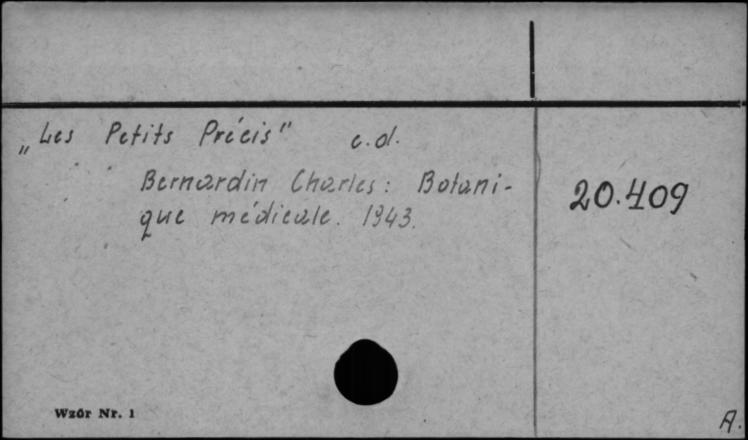 „Les Petits Précis" c.d.
Bernardin Charles: Botani-
que médicale. 1943.
20.409
Wzór Nr. 1
A.